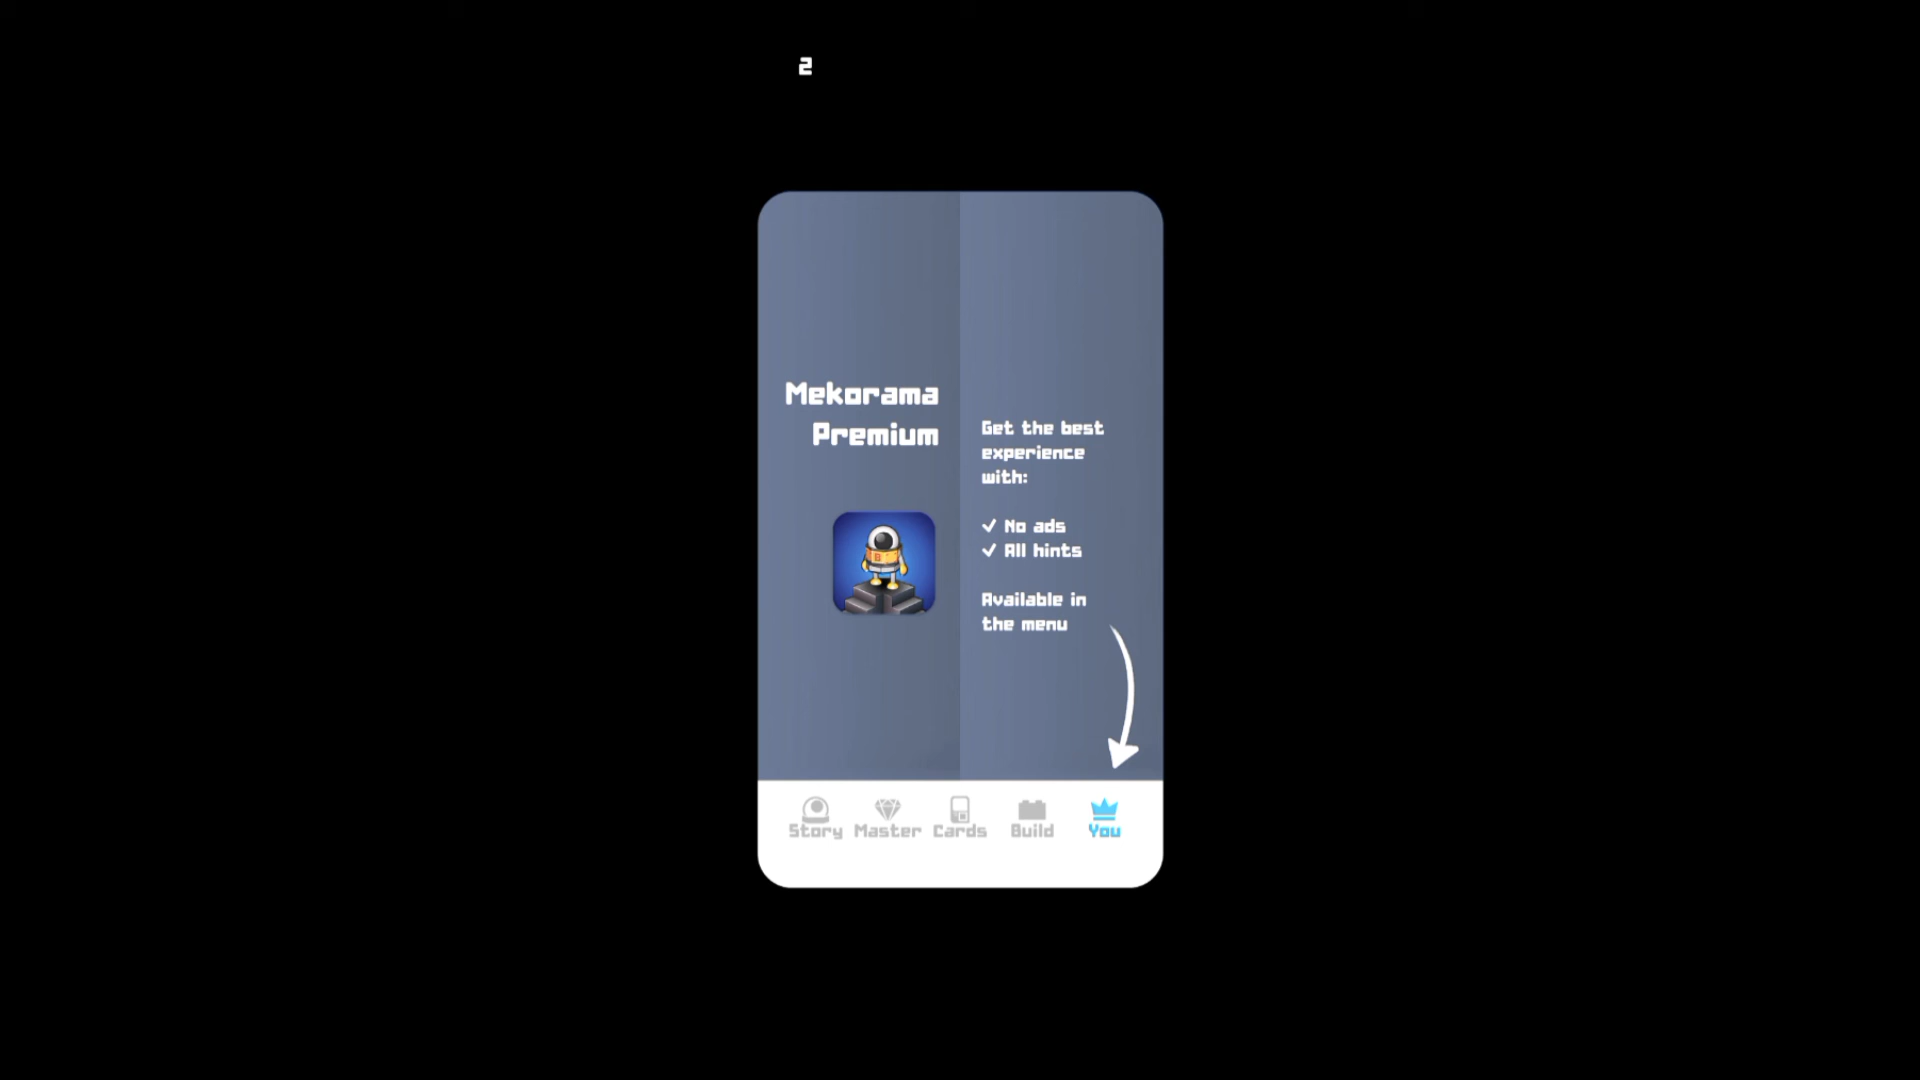 2
Mekorama
Premium
Get the best
experience
with:
✓ No ads
✓ All hints
Available in
the menu
Story Master Cards Build You